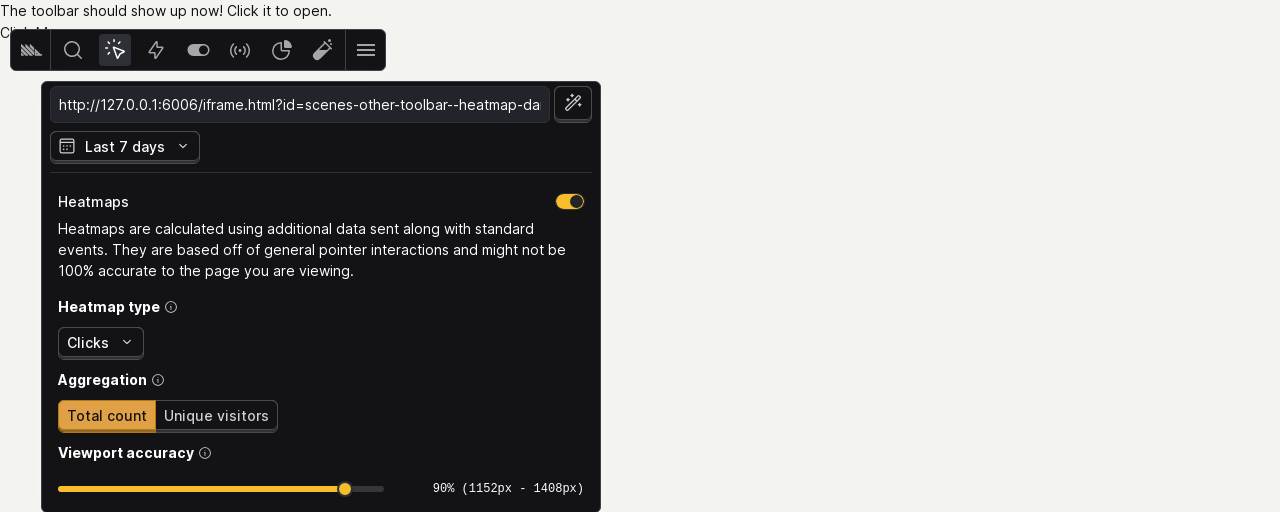 The toolbar should show up now! Click it to open.
http://127.0.0.1:6006/iframe.html?id=scenes-other-toolbar--heatmap-da
Last 7 days
Heatmaps
Heatmaps are calculated using additional data sent along with standard
events. They are based off of general pointer interactions and might not be
100% accurate to the page you are viewing.
Heatmap type
Clicks
Aggregation
Total count Unique visitors
Viewport accuracy
90% (1152px - 1408px)